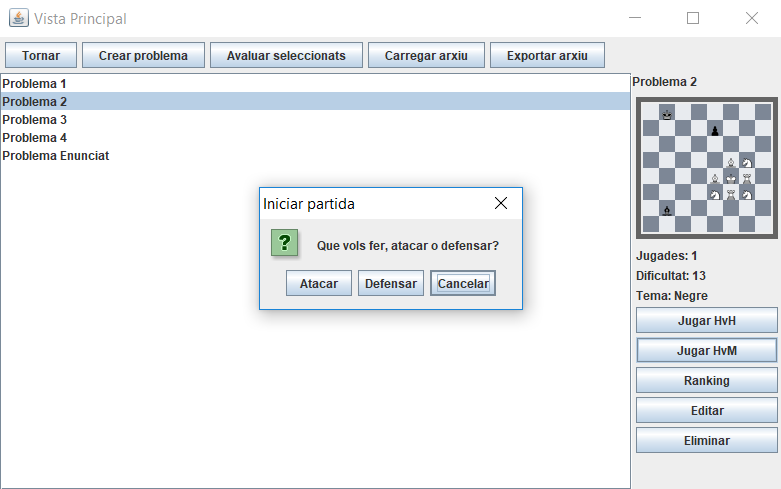 Vista Principal
Tornar Crear problema Avaluar seleccionats Carregar arxiu Exportar arxiu
Problema 1
Problema 2
Problema 3
Problema 4
Problema Enunciat
Iniciar partida
?
Que vols fer, atacar o defensar?
Atacar Defensar Cancelar
Problema 2
Jugades: 1
Dificultat: 13
Tema: Negre
Jugar HvH
Jugar HvM
Ranking
Editar
Eliminar